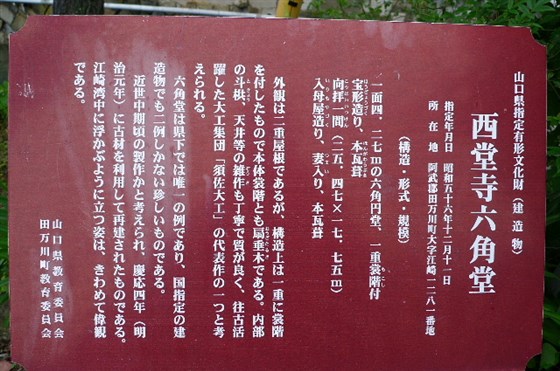 山口県指定有形文化財（建造物）
西堂寺六角堂
指定年月日　昭和五十六年十二月十一日
所在地　阿武郡田万川町大字江崎一二八一番地
（構造・形式・規模）
一面四．二七mの六角円堂、一重裳階付
宝形造り、本瓦葺
向拝一間（二五．四七×一七．七五m）
入母屋造り、妻入り、本瓦葺
外観は二重屋根であるが、構造上は一重に裳階
を付したもので本体裳階とも扇垂木である。内部
の斗栱、天井等の雑作も丁寧で質が良く、往古活
躍した大工集団「須佐大工」の代表作の一つと考
えられる。
六角堂は県下では唯一の例であり、国指定の建
造物でも二例しかない珍しいものである。
近世中期頃の製作かと考えられ、慶応四年（明
治元年）に古材を利用して再建されたものである。
江崎湾中に浮かぶように立つ姿は、きわめて偉観
である。
山口県教育委員会
田万川町教育委員会